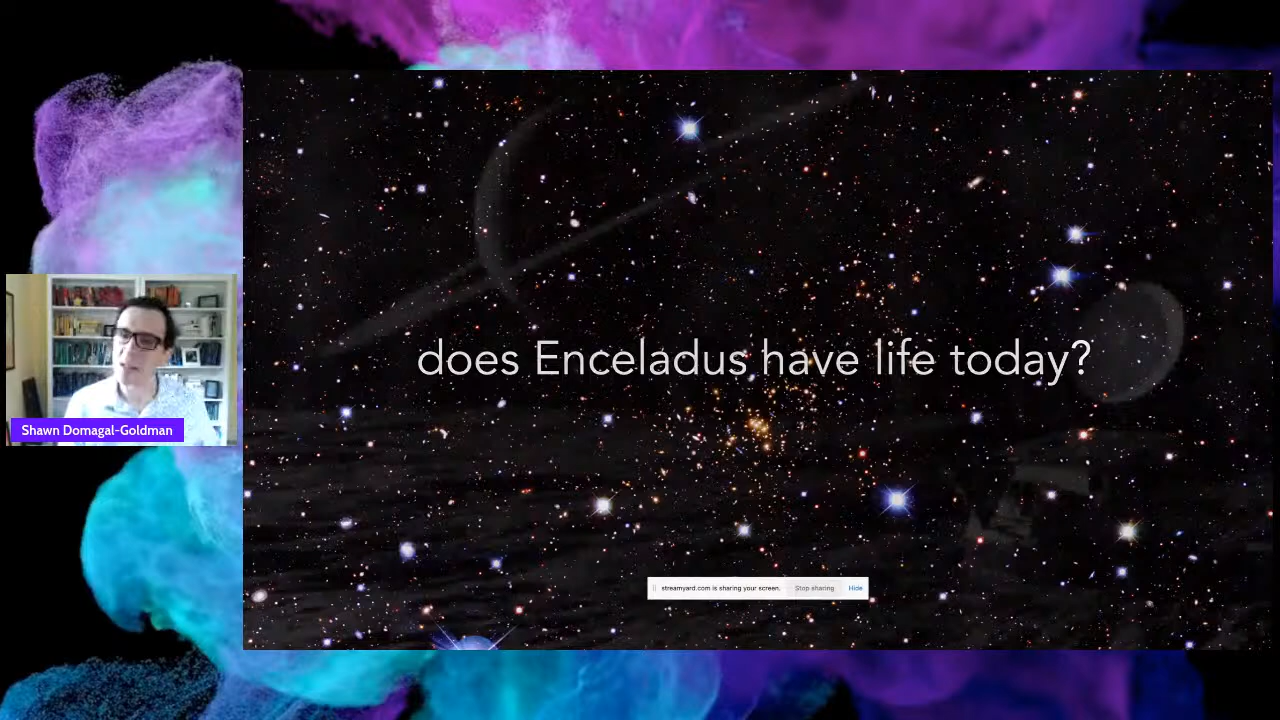 does Enceladus have life today?
Shawn Domagal-Goldman
streamyard.com is sharing your screen. Stop sharing Hide